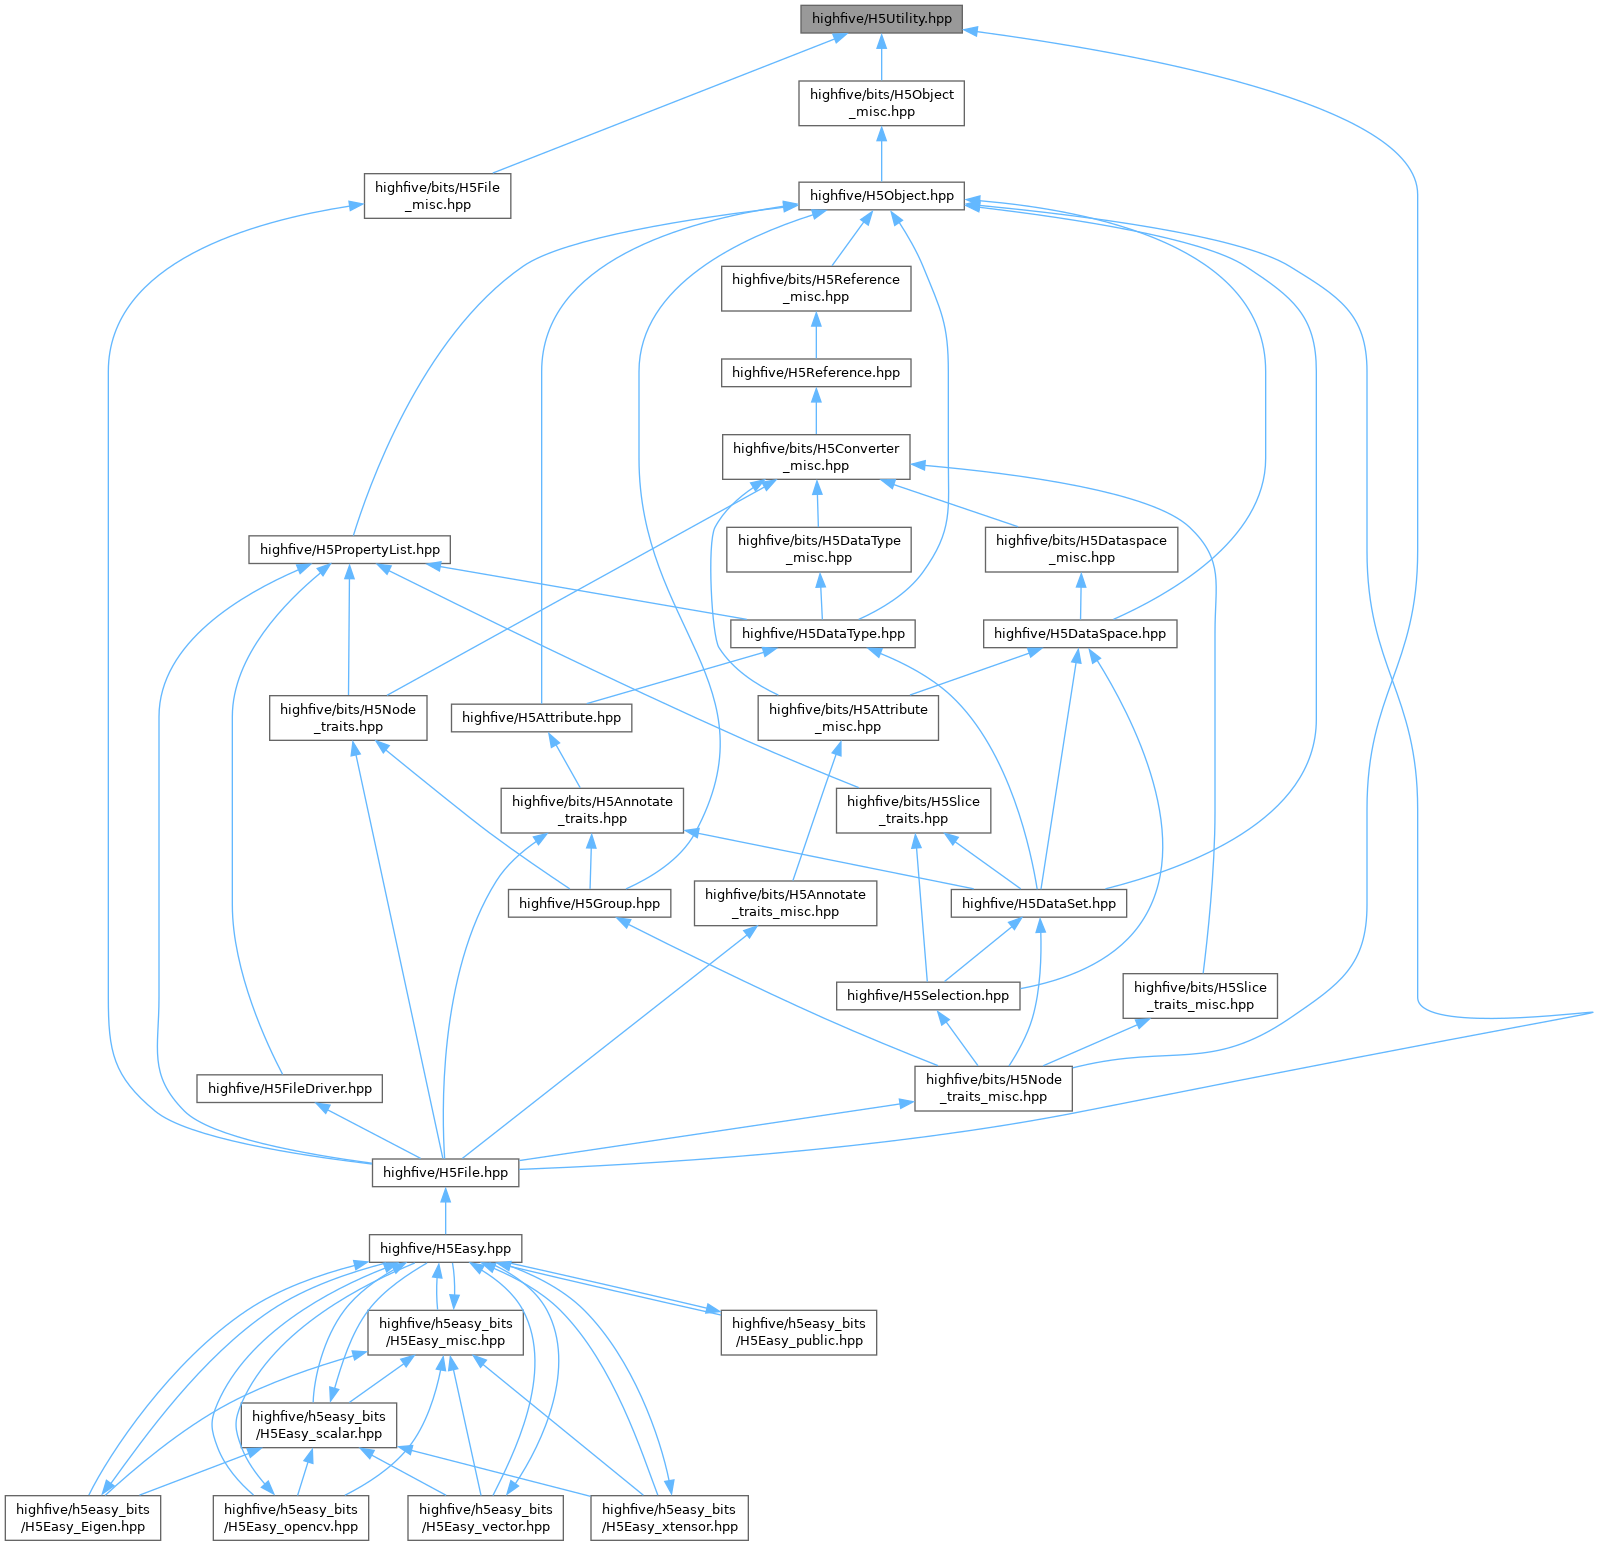 highfive/H5Utility.hpp
highfive/bits/H5Object
_misc.hpp
highfive/bits/H5File
_misc.hpp
highfive/H5Object.hpp
highfive/bits/H5Reference
_misc.hpp
highfive/H5Reference.hpp
highfive/bits/H5Converter
_misc.hpp
highfive/H5PropertyList.hpp
highfive/bits/H5DataType
_misc.hpp
highfive/bits/H5Dataspace
_misc.hpp
highfive/H5DataType.hpp
highfive/H5DataSpace.hpp
highfive/bits/H5Node
_traits.hpp
highfive/H5Attribute.hpp
highfive/bits/H5Attribute
_misc.hpp
highfive/bits/H5Annotate
_traits.hpp
highfive/bits/H5Slice
_traits.hpp
highfive/H5Group.hpp
highfive/bits/H5Annotate
_traits_misc.hpp
highfive/H5DataSet.hpp
highfive/H5Selection.hpp
highfive/bits/H5Slice
_traits_misc.hpp
highfive/H5FileDriver.hpp
highfive/bits/H5Node
_traits_misc.hpp
highfive/H5File.hpp
highfive/H5Easy.hpp
highfive/h5easy_bits
/H5Easy_misc.hpp
highfive/h5easy_bits
/H5Easy_public.hpp
highfive/h5easy_bits
/H5Easy_scalar.hpp
highfive/h5easy_bits
/H5Easy_Eigen.hpp
highfive/h5easy_bits
/H5Easy_opencv.hpp
highfive/h5easy_bits
/H5Easy_vector.hpp
highfive/h5easy_bits
/H5Easy_xtensor.hpp